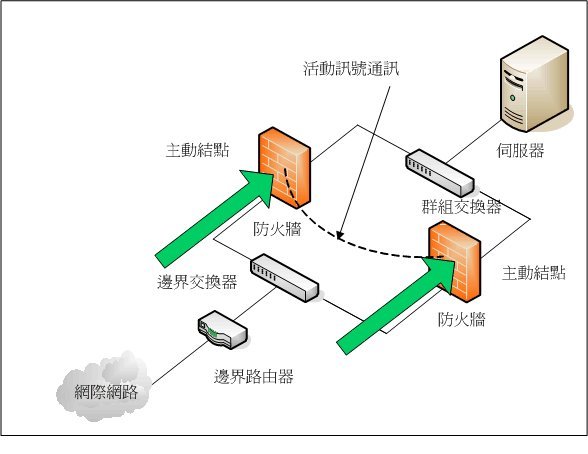 活動訊號通訊
伺服器
主動結點
群組交換器
防火牆
主動結點
邊界交換器
防火牆
邊界路由器
網際網路